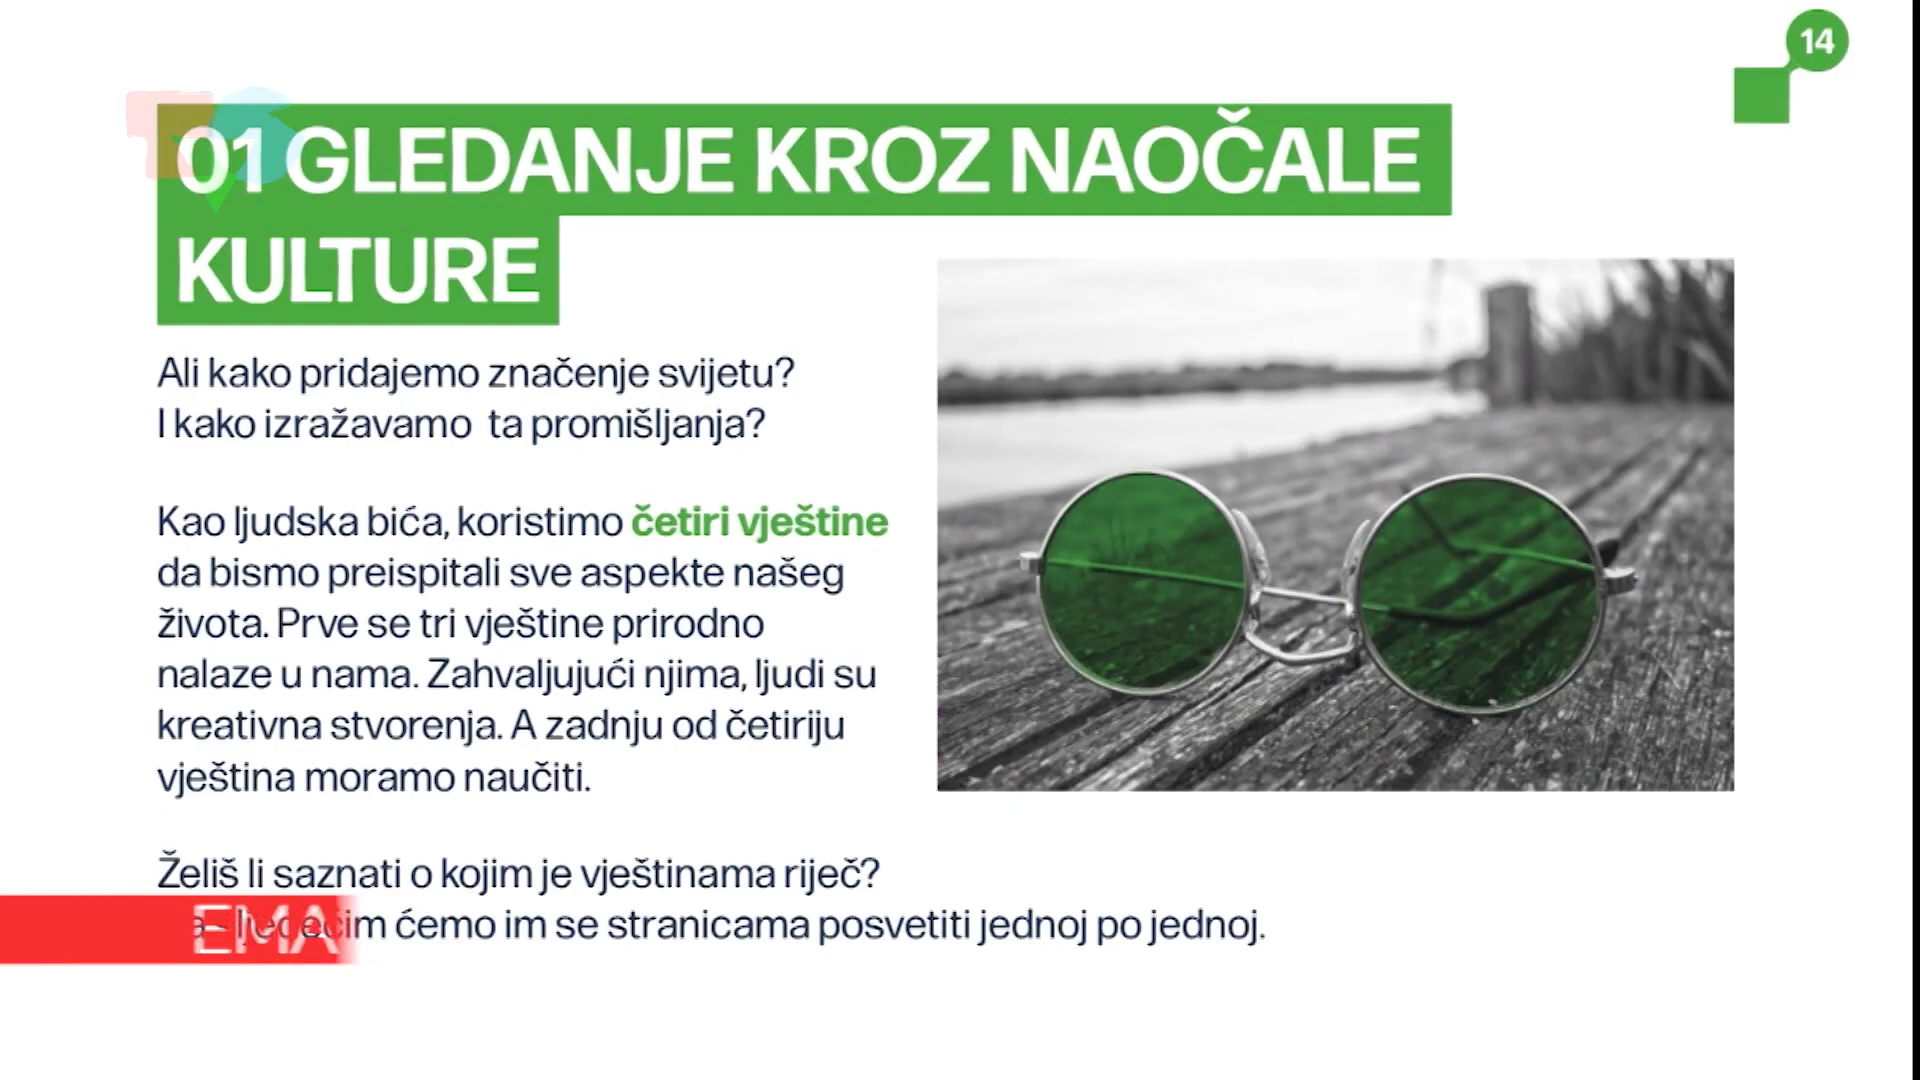 14
01 GLEDANJE KROZ NAOČALE
KULTURE
Ali kako pridajemo značenje svijetu?
I kako izražavamo ta promišljanja?
Kao ljudska bića, koristimo četiri vještine
da bismo preispitali sve aspekte našeg
života. Prve se tri vještine prirodno
nalaze u nama. Zahvaljujući njima, ljudi su
kreativna stvorenja. A zadnju od četiriju
vještina moramo naučiti.
Želiš li saznati o kojim je vještinama riječ?
ćemo im se stranicama posvetiti jednoj po jednoj.
EMA